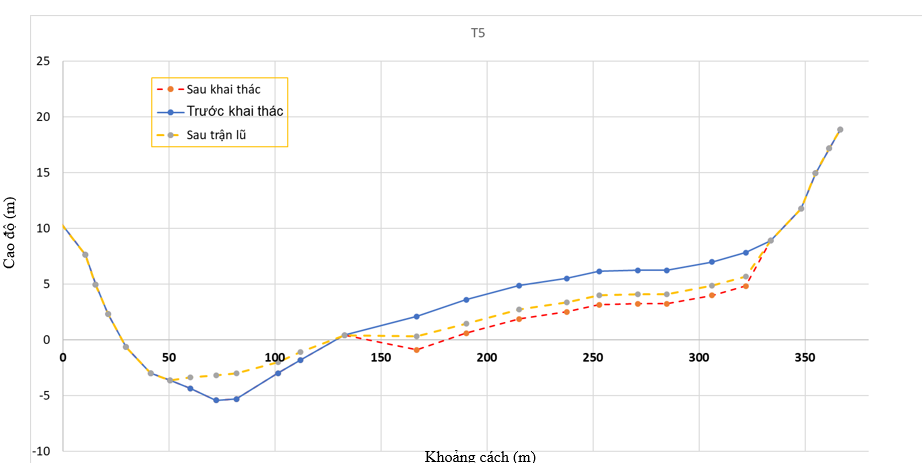 T5
25
20
15
10
5
0
-5
-10
Sau khai thác
Trước khai thác
Sau trận lũ
0 50 100 150 200 250 300 350
Cao độ (m)
Khoảng cách (m)